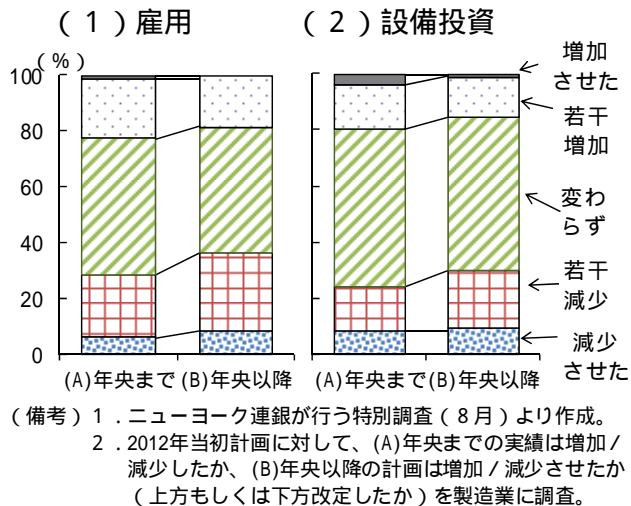 （１）雇用
（２）設備投資
（％）
100
80
60
40
20
0
増加
させた
若干
増加
変わ
らず
若干
減少
減少
させた
(A)年央まで (B)年央以降
(A)年央まで (B)年央以降
（備考）１．ニューヨーク連銀が行う特別調査（８月）より作成。
２．2012年当初計画に対して、(A)年央までの実績は増加／
減少したか、(B)年央以降の計画は増加／減少させたか
（上方もしくは下方改定したか）を製造業に調査。